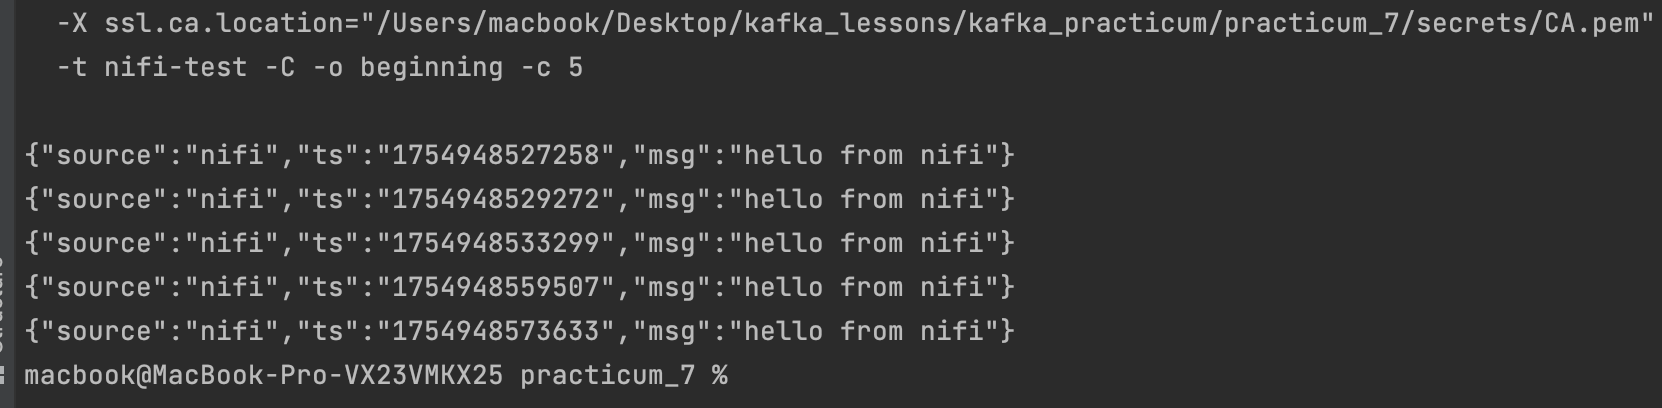 -X ssl.ca.location="/Users/macbook/Desktop/kafka_lessons/kafka_practicum/practicum_7/secrets/CA.pem"
-t nifi-test -C -o beginning -c 5
{"source":"nifi","ts":"1754948527258","msg":"hello from nifi"}
{"source":"nifi","ts":"1754948529272","msg":"hello from nifi"}
{"source":"nifi","ts":"1754948533299","msg":"hello from nifi"}
{"source":"nifi","ts":"1754948559507","msg":"hello from nifi"}
{"source":"nifi","ts":"1754948573633","msg":"hello from nifi"}
macbook@MacBook-Pro-VX23VMKX25 practicum_7 %